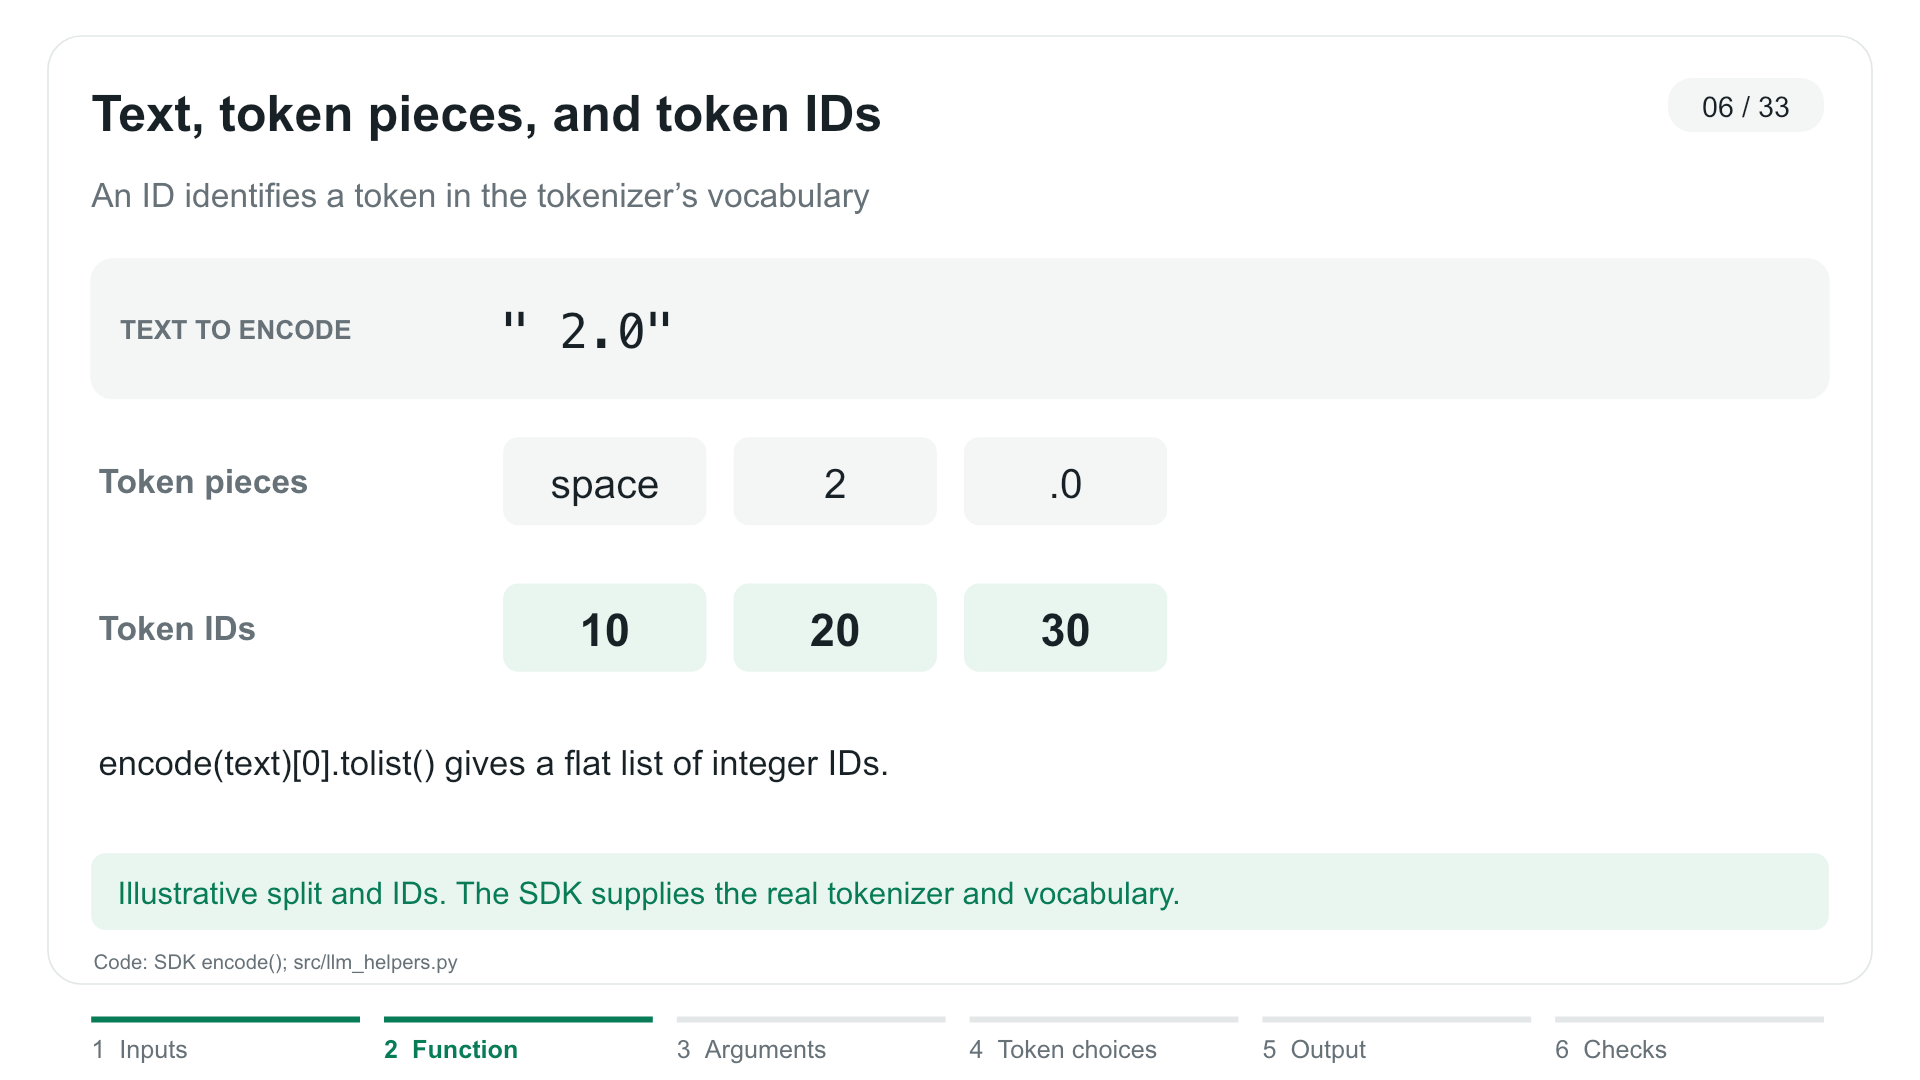 Text, token pieces, and token IDs
06 / 33
An ID identifies a token in the tokenizer’s vocabulary
TEXT TO ENCODE " 2.0"
Token pieces space 2 .0
Token IDs 10 20 30
encode(text)[0].tolist() gives a flat list of integer IDs.
Illustrative split and IDs. The SDK supplies the real tokenizer and vocabulary.
Code: SDK encode(); src/llm_helpers.py
1 Inputs 2 Function 3 Arguments 4 Token choices 5 Output 6 Checks